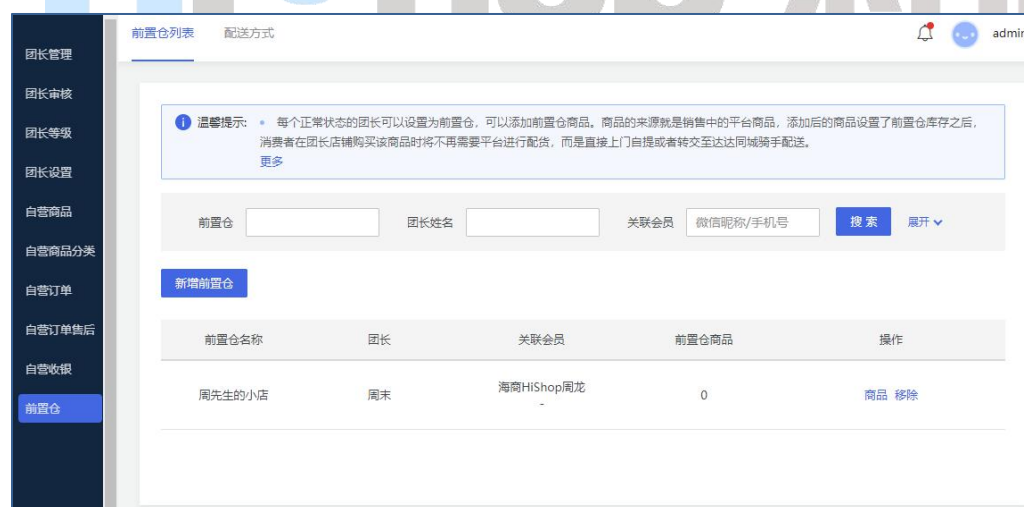 前置仓列表 配送方式
admin
团长管理
团长审核
团长等级
团长设置
自营商品
自营商品分类
自营订单
自营订单售后
自营收银
前置仓
温馨提示: 每个正常状态的团长可以设置为前置仓，可以添加前置仓商品。商品的来源就是销售中的平台商品，添加后的商品设置了前置仓库存之后，
消费者在团长店铺购买该商品时将不再需要平台进行配货，而是直接上门自提或者转交至达达同城骑手配送。
更多
前置仓 团长姓名 关联会员 微信昵称/手机号 搜索 展开
新增前置仓
前置仓名称 团长 关联会员 前置仓商品 操作
周先生的小店 周末 海商HiShop周龙 0 商品 移除
-